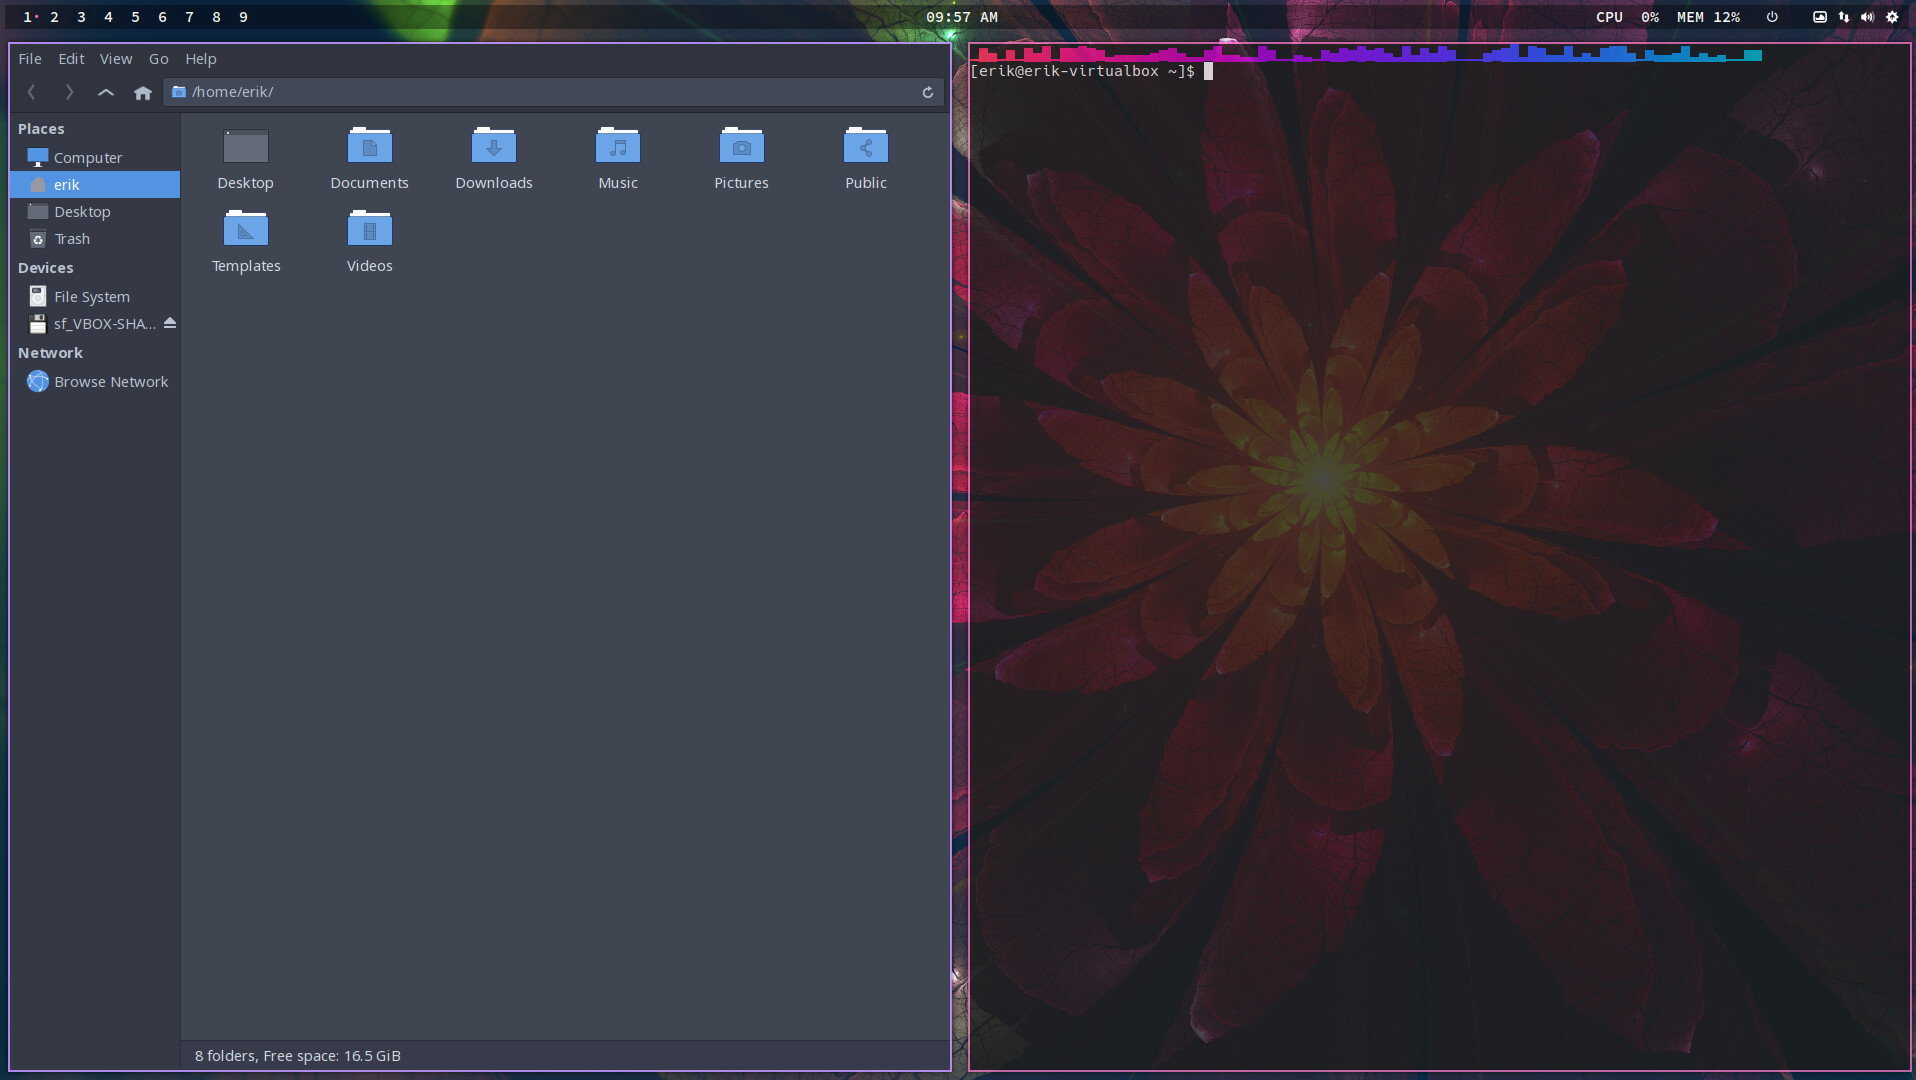 1 2 3 4 5 6 7 8 9
09:57 AM
CPU 0% MEM 12%
File Edit View Go Help
/home/erik/
Places
Computer
erik
Desktop
Trash
Devices
File System
sf_VBOX-SHA...
Network
Browse Network
Desktop Documents Downloads Music Pictures Public
Templates Videos
8 folders, Free space: 16.5 GiB
[erik@erik-virtualbox ~]$